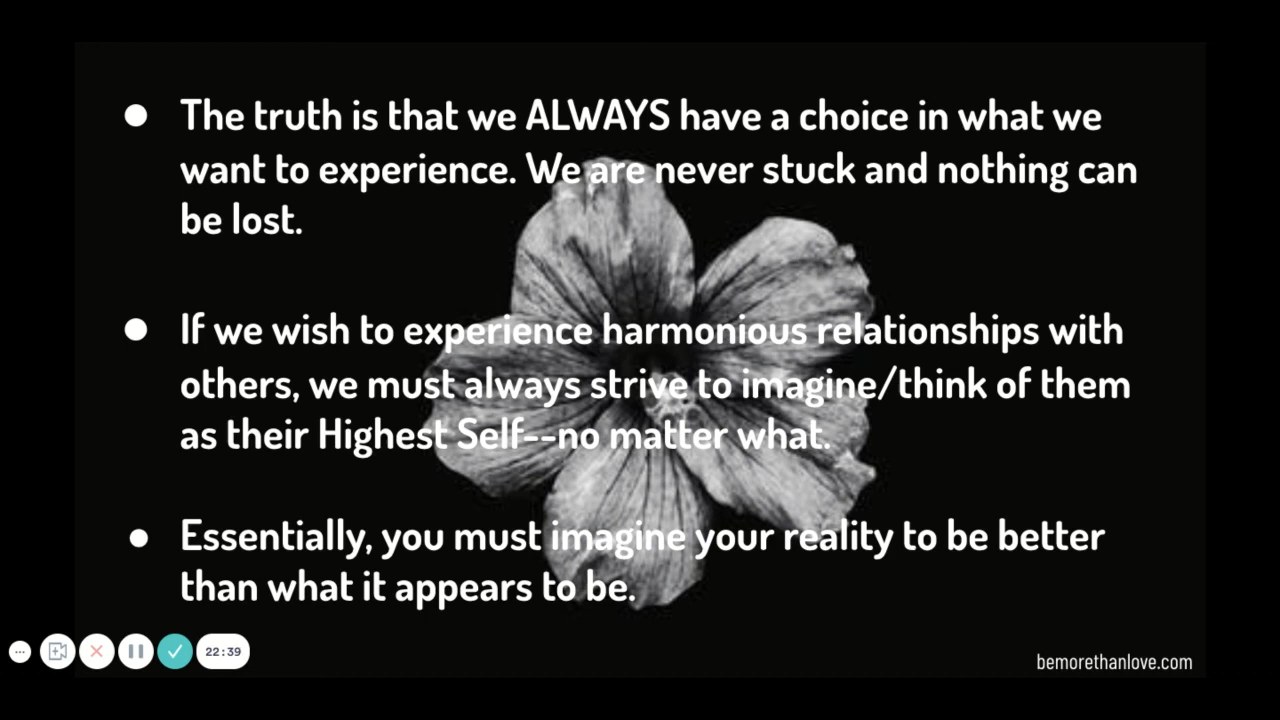 The truth is that we ALWAYS have a choice in what we
want to experience. We are never stuck and nothing can
be lost.
If we wish to experience harmonious relationships with
others, we must always strive to imagine/think of them
as their Highest Self--no matter what.
Essentially, you must imagine your reality to be better
than what it appears to be.
22:39
bemorethanlove.com